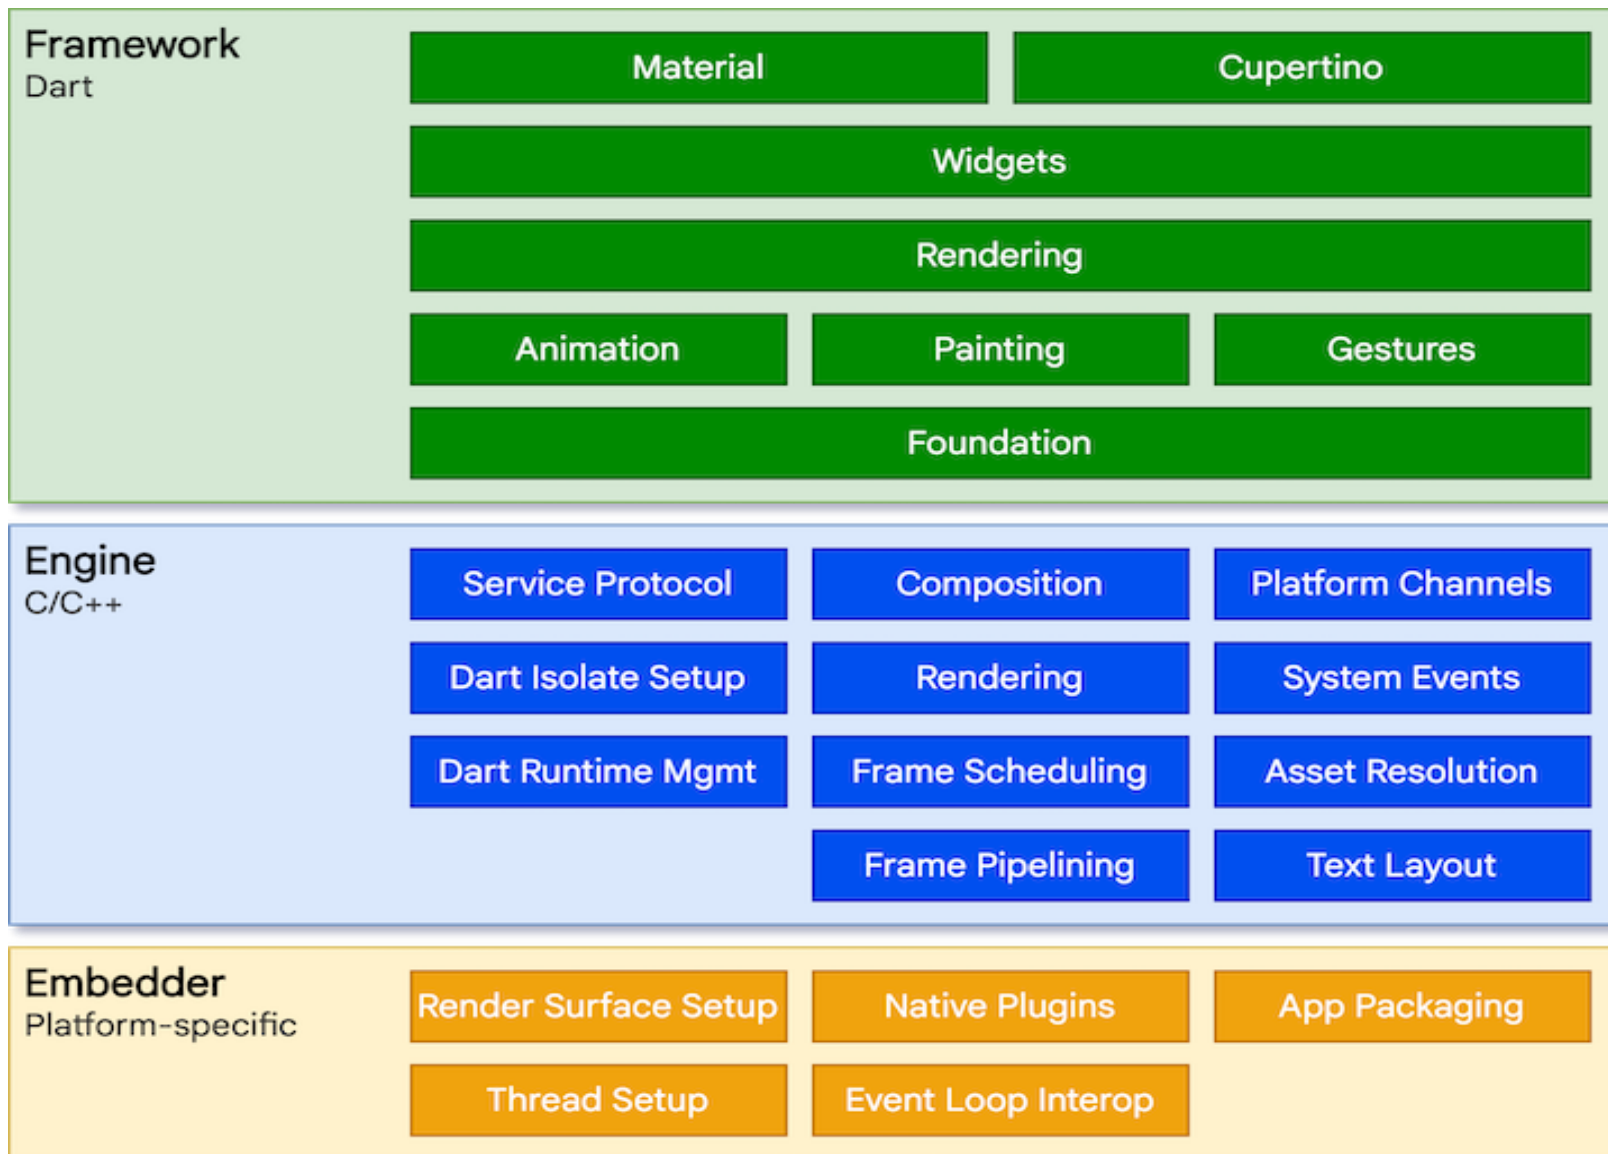 Framework
Dart
Material
Cupertino
Widgets
Rendering
Animation
Painting
Gestures
Foundation
Engine
C/C++
Service Protocol
Composition
Platform Channels
Dart Isolate Setup
Rendering
System Events
Dart Runtime Mgmt
Frame Scheduling
Asset Resolution
Frame Pipelining
Text Layout
Embedder
Platform-specific
Render Surface Setup
Native Plugins
App Packaging
Thread Setup
Event Loop Interop